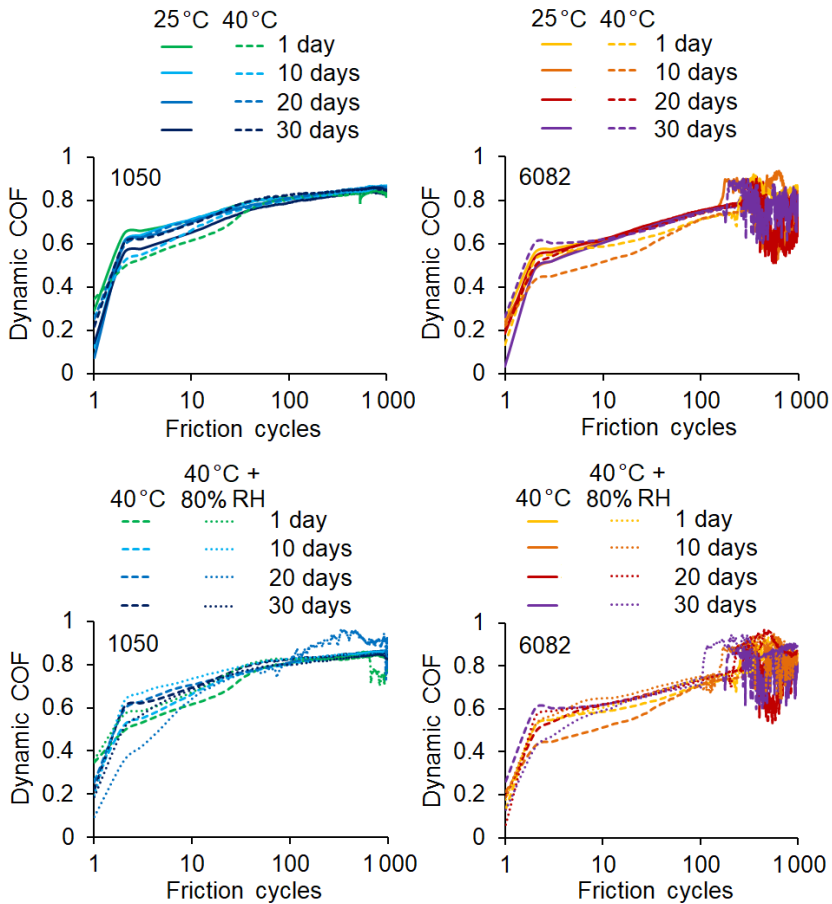 25 °C 40 °C
1 day
10 days
20 days
30 days
1050
1
0.8
0.6
0.4
0.2
0
Dynamic COF
1 10 100 1 000
Friction cycles
25 °C 40 °C
1 day
10 days
20 days
30 days
6082
1
0.8
0.6
0.4
0.2
0
Dynamic COF
1 10 100 1 000
Friction cycles
40 °C
40 °C +
80% RH
1 day
10 days
20 days
30 days
1050
1
0.8
0.6
0.4
0.2
0
Dynamic COF
1 10 100 1 000
Friction cycles
40 °C
40 °C +
80% RH
1 day
10 days
20 days
30 days
6082
1
0.8
0.6
0.4
0.2
0
Dynamic COF
1 10 100 1 000
Friction cycles